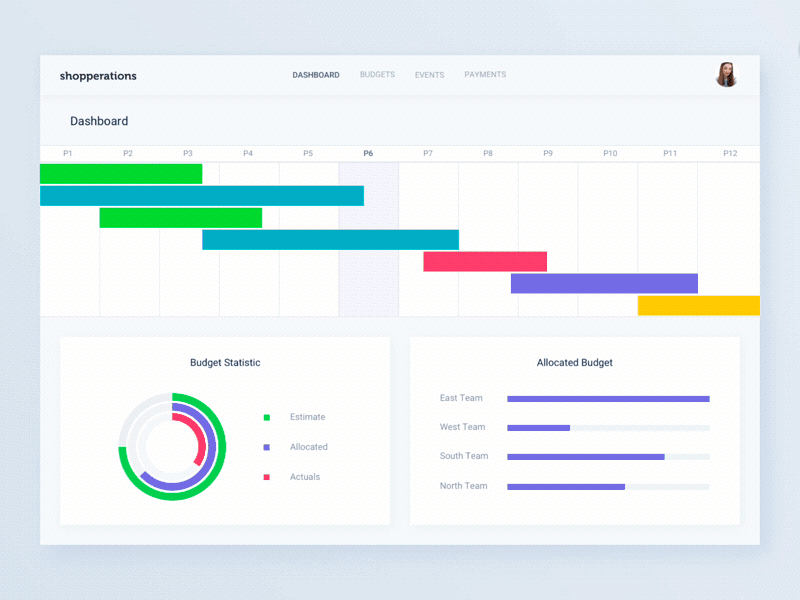 shopperations
DASHBOARD BUDGETS EVENTS PAYMENTS
Dashboard
P1 P2 P3 P4 P5 P6 P7 P8 P9 P10 P11 P12
Budget Statistic
Estimate
Allocated
Actuals
Allocated Budget
East Team
West Team
South Team
North Team